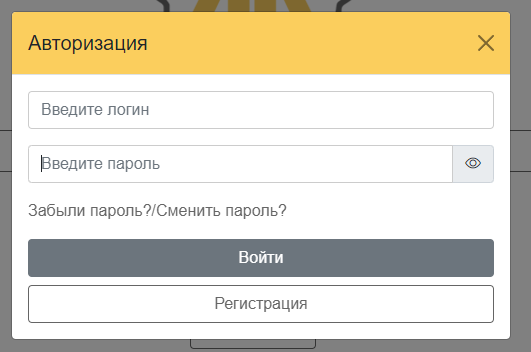 Авторизация
Введите логин
Введите пароль
Забыли пароль?/Сменить пароль?
Войти
Регистрация